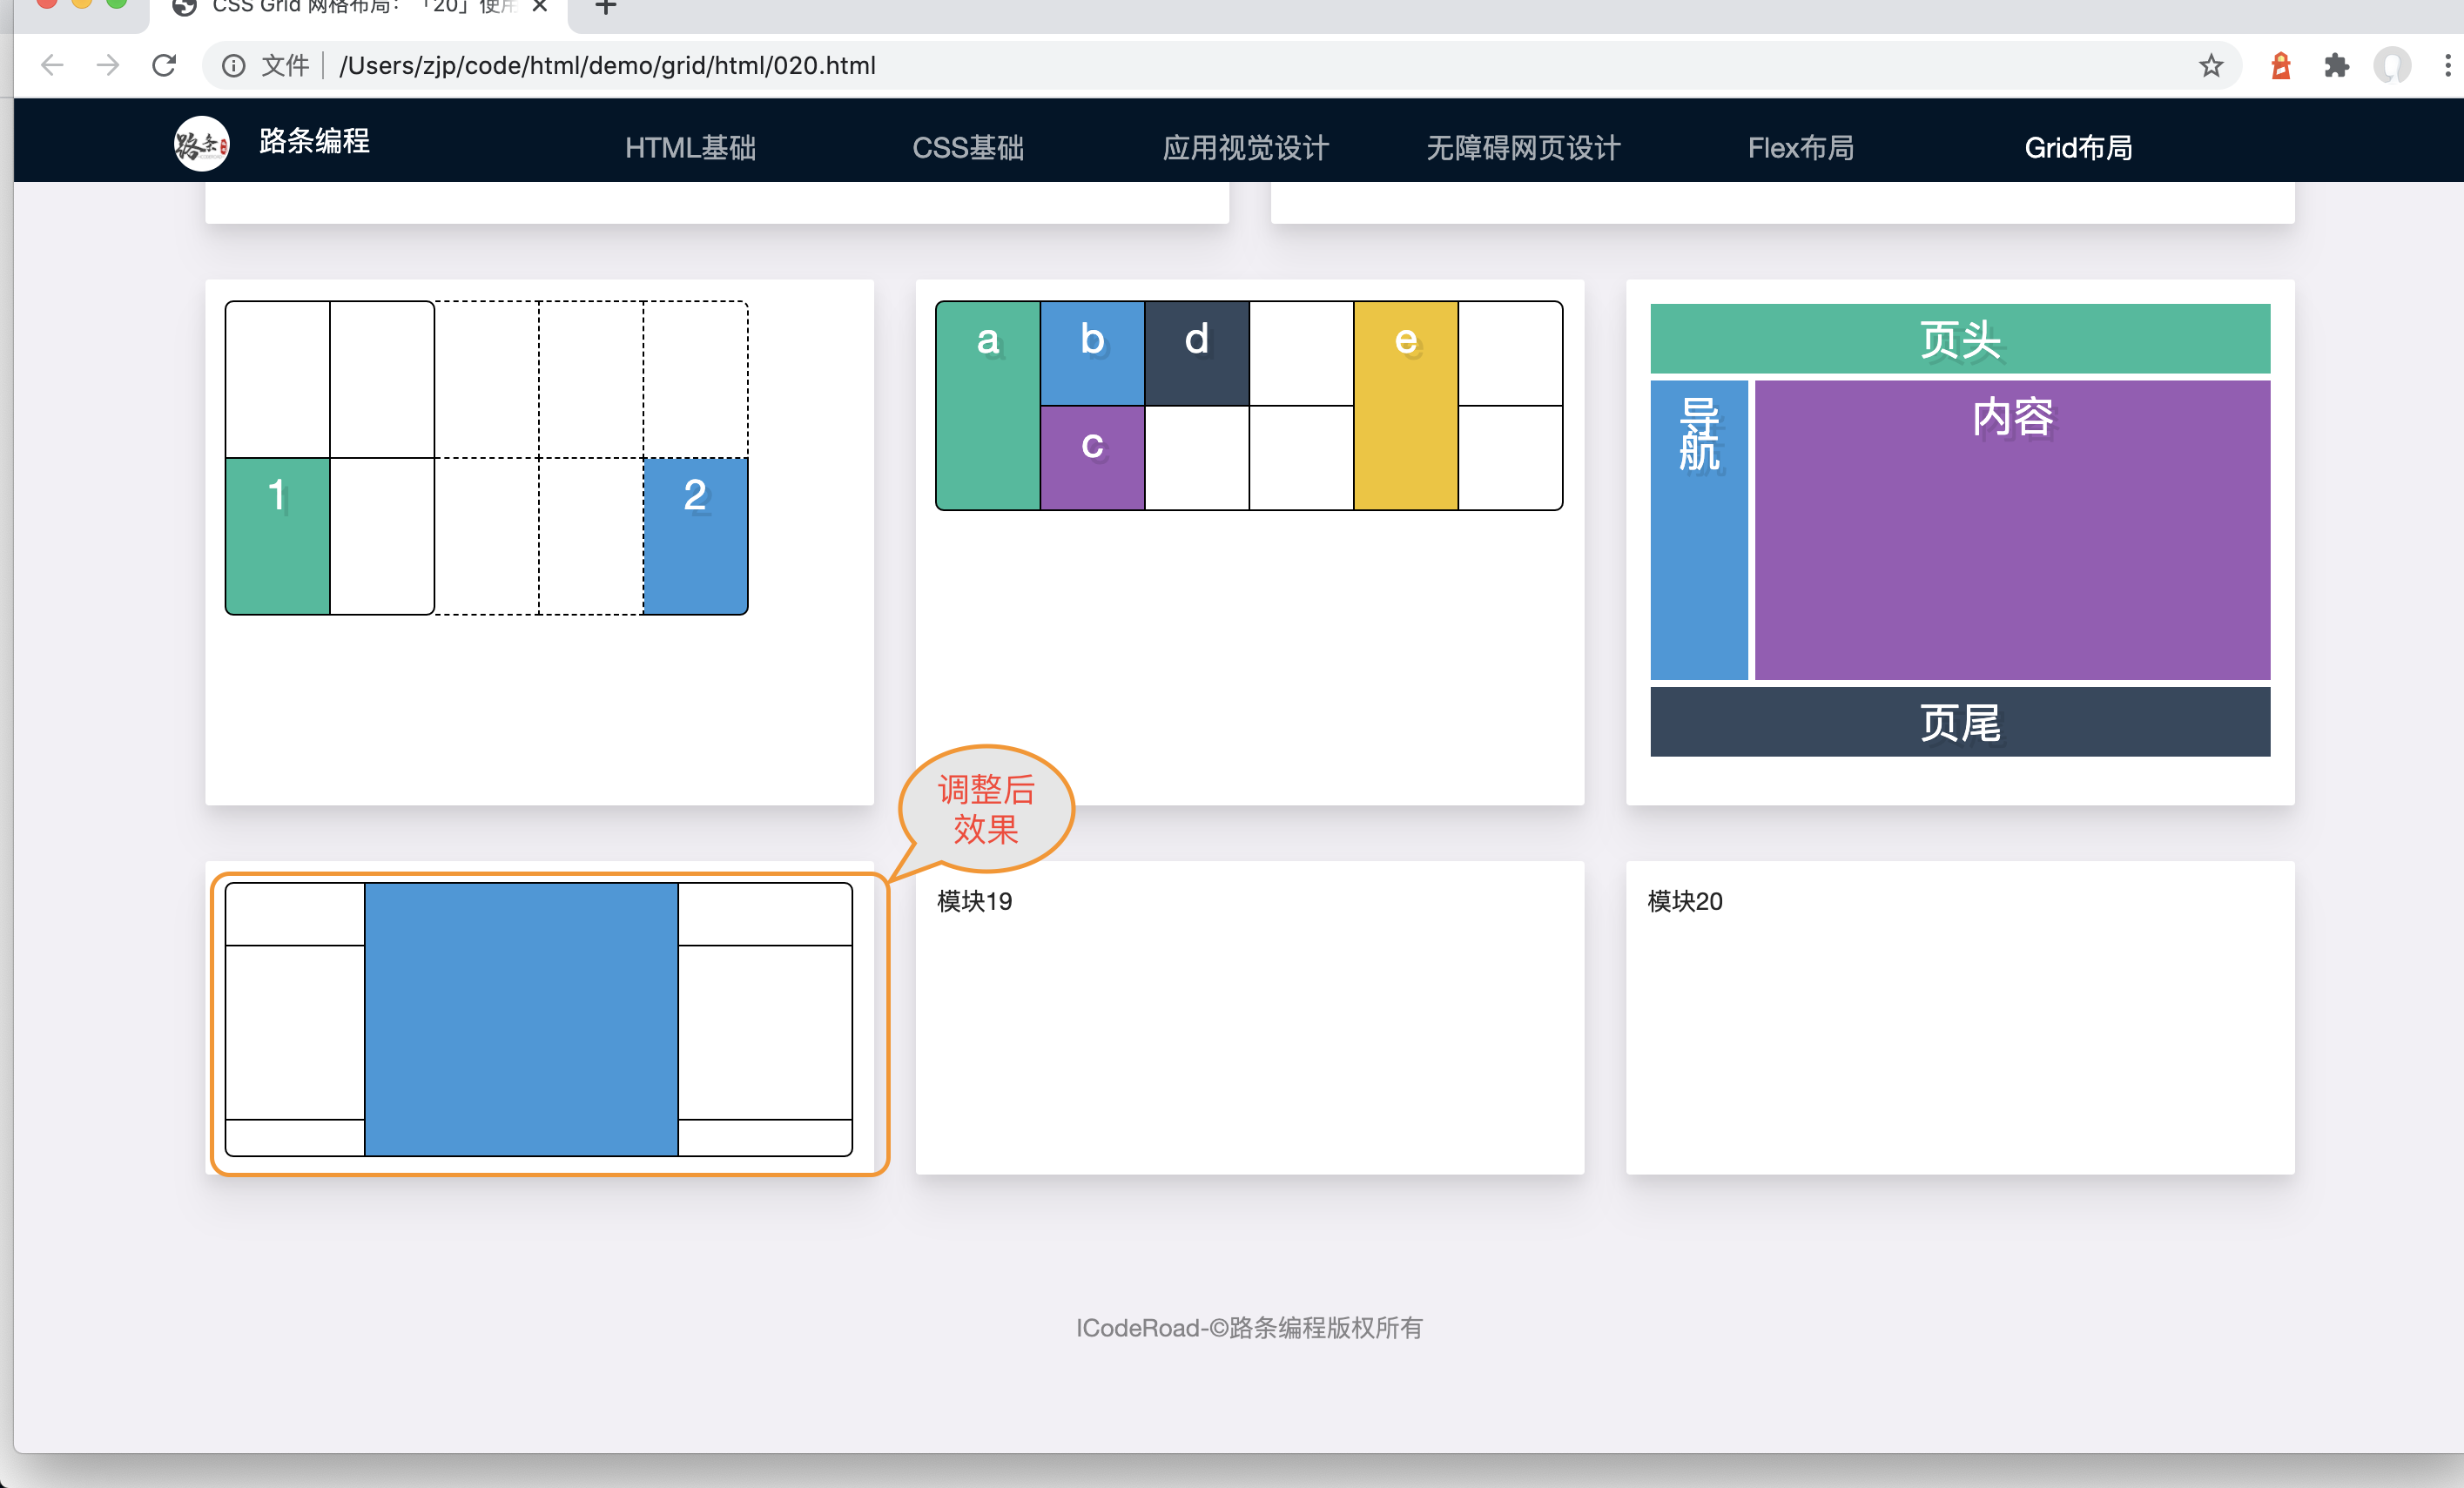 CSS Grid 网格布局：「20」使用
文件 /Users/zjp/code/html/demo/grid/html/020.html
路条 路条编程 HTML基础 CSS基础 应用视觉设计 无障碍网页设计 Flex布局 Grid布局
1 2
a b d e
c
页头
导航
内容
页尾
调整后
效果
模块19
模块20
ICodeRoad-©路条编程版权所有